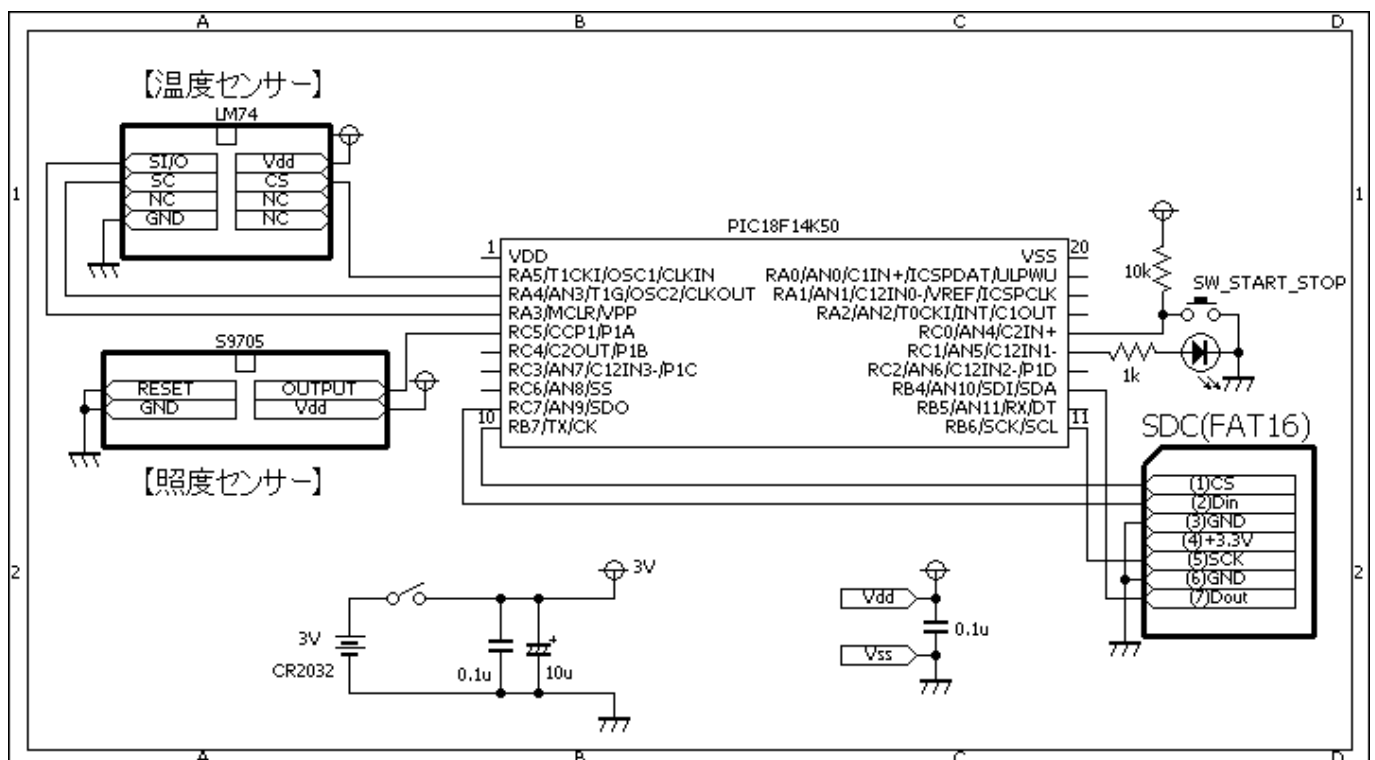 A B C D
【温度センサー】
LM74
SI/O Vdd
SC CS
NC NC
GND NC
1 1
PIC18F14K50
1 VDD VSS 20
RA5/T1CKI/OSC1/CLKIN RA0/AN0/C1IN+/ICSPDAT/ULPWU
RA4/AN3/T1G/OSC2/CLKOUT RA1/AN1/C12IN0-/VREF/ICSPCLK
RA3/MCLR/VPP RA2/AN2/T0CKI/INT/C1OUT
RC5/CCP1/P1A RC0/AN4/C2IN+
RC4/C2OUT/P1B RC1/AN5/C12IN1-
RC3/AN7/C12IN3-/P1C RC2/AN6/C12IN2-/P1D
RC6/AN8/SS RB4/AN10/SDI/SDA
RC7/AN9/SDO RB5/AN11/RX/DT
10 RB7/TX/CK RB6/SCK/SCL 11
10k
SW_START_STOP
1k
S9705
RESET OUTPUT
GND Vdd
【照度センサー】
SDC(FAT16)
(1)CS
(2)Din
(3)GND
(4)+3.3V
(5)SCK
(6)GND
(7)Dout
2 2
3V
3V
CR2032
0.1u
+
10u
Vdd
0.1u
Vss
A B C D